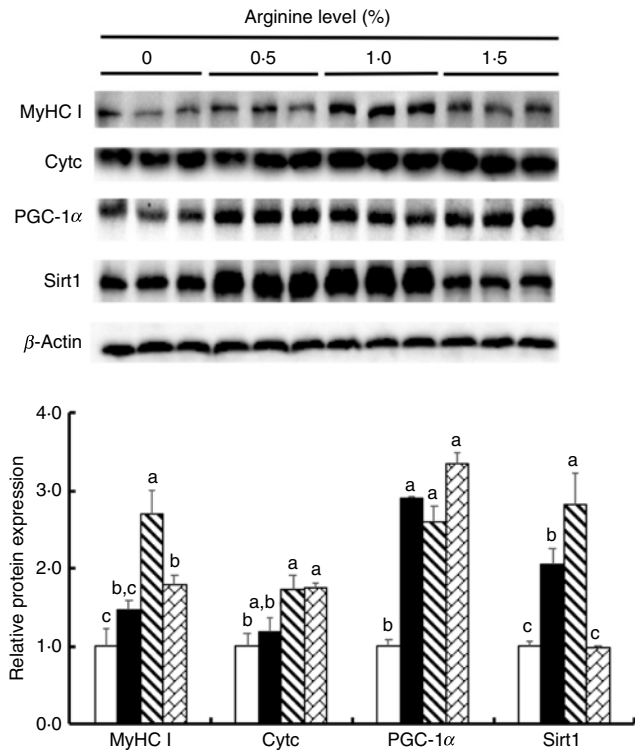 Arginine level (%)
0 0·5 1·0 1·5
MyHC I
Cytc
PGC-1α
Sirt1
β-Actin
Relative protein expression
4·0
3·0
2·0
1·0
0·0
c b,c a b
b a,b a a
b a a a
c b a c
MyHC I Cytc PGC-1α Sirt1